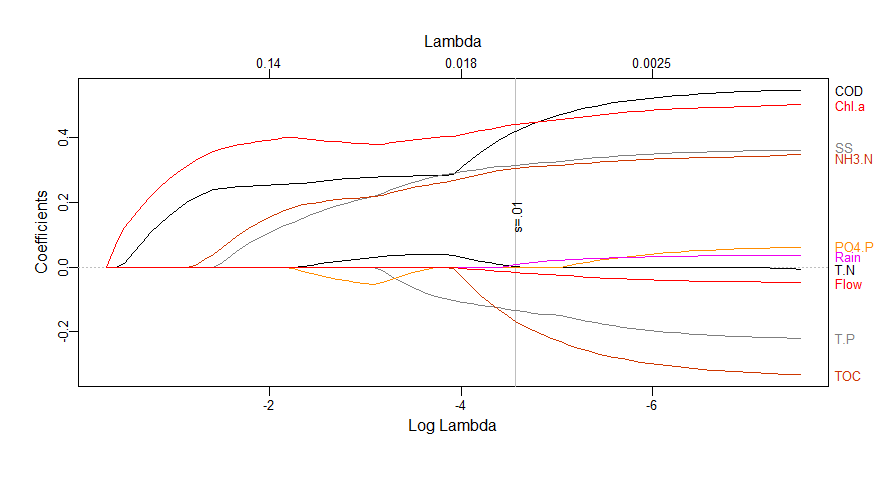 Lambda
0.14 0.018 0.0025
COD
Chl.a
SS
NH3.N
PO4.P
Rain
T.N
Flow
T.P
TOC
s=.01
Coefficients
0.4
0.2
0.0
-0.2
-2 -4 -6
Log Lambda